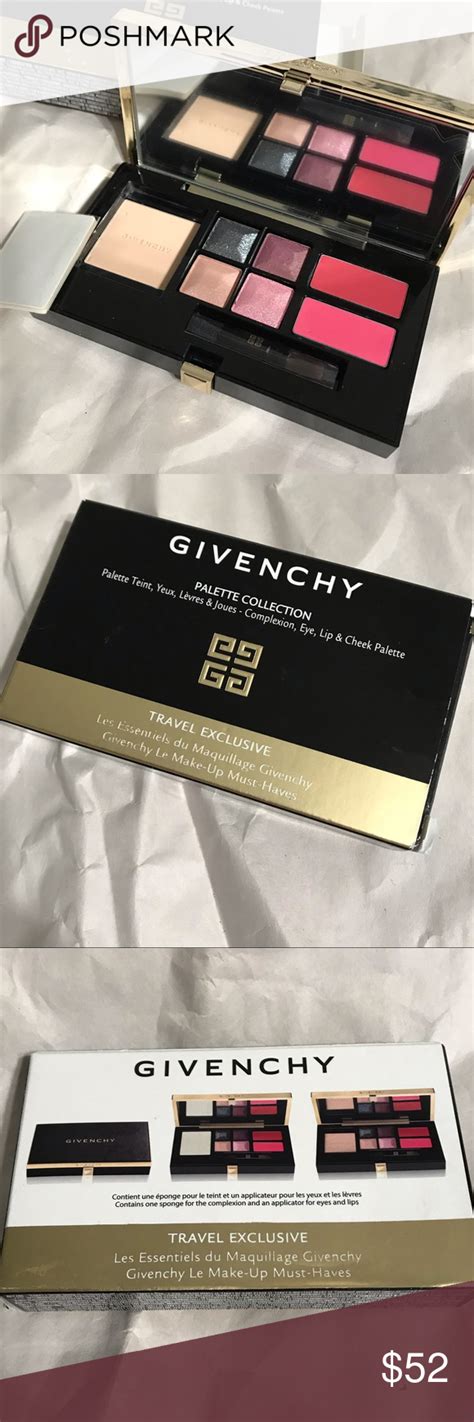 & Cheek Palette
POSHMARK
GIVENCHY
GIVENCHY
PALETTE COLLECTION
Palette Teint, Yeux, Lèvres & Joues - Complexion, Eye, Lip & Cheek Palette
TRAVEL EXCLUSIVE
Les Essentiels du Maquillage Givenchy
Givenchy Le Make-Up Must-Haves
GIVENCHY
GIVENCHY
Contient une éponge pour le teint et un applicateur pour les yeux et les lèvres
Contains one sponge for the complexion and an applicator for eyes and lips
TRAVEL EXCLUSIVE
Les Essentiels du Maquillage Givenchy
Givenchy Le Make-Up Must-Haves
$52